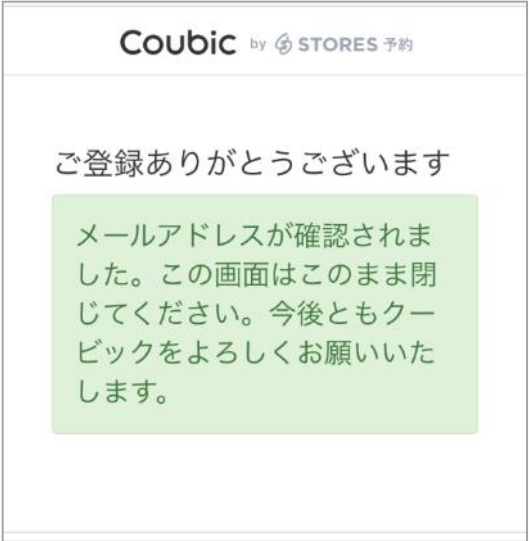 Coubic by STORES 予約
ご登録ありがとうございます
メールアドレスが確認されま
した。この画面はこのまま閉
じてください。今後ともクー
ビックをよろしくお願いいた
します。